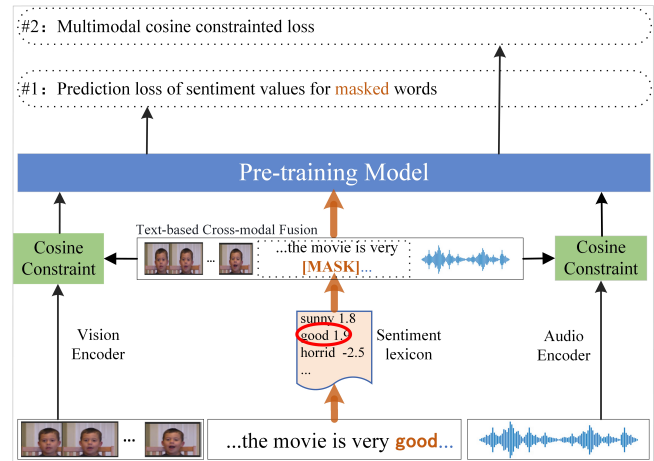 #2: Multimodal cosine constrainted loss
#1: Prediction loss of sentiment values for masked words
Pre-training Model
Text-based Cross-modal Fusion
Cosine
Constraint
...
...the movie is very
[MASK]...
Cosine
Constraint
Vision
Encoder
sunny 1.8
good 1.9
horrid -2.5
...
Sentiment
lexicon
Audio
Encoder
...
...the movie is very good...